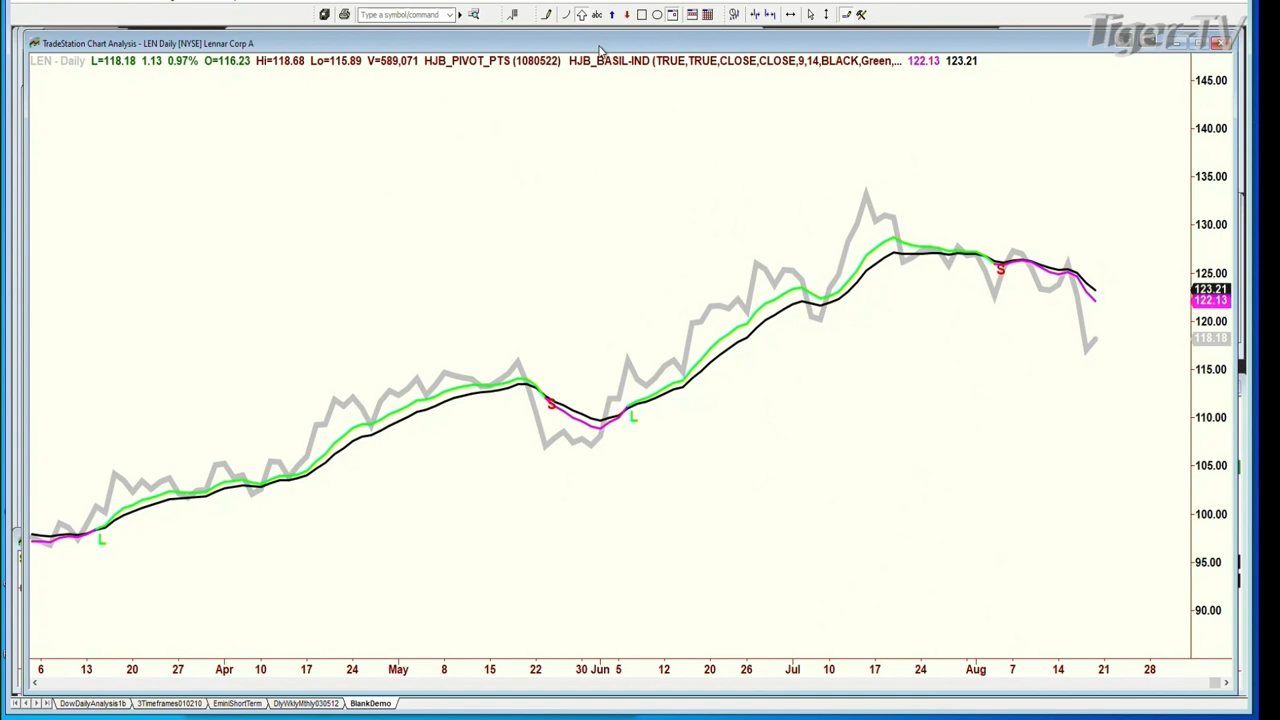 Type a symbol/command
abc
Tiger-TV
TradeStation Chart Analysis - LEN Daily [NYSE] Lennar Corp A
LEN - Daily L=118.18 1.13 0.97% O=116.23 Hi=118.68 Lo=115.89 V=589,071 HJB_PIVOT_PTS (1080522) HJB_BASIL-IND (TRUE,TRUE,CLOSE,CLOSE,9,14,BLACK,Green,... 122.13 123.21
145.00
140.00
135.00
130.00
125.00
123.21
122.13
120.00
118.18
115.00
110.00
105.00
100.00
95.00
90.00
S
S
L
L
6 13 20 27 Apr 10 17 24 May 8 15 22 30 Jun 5 12 20 26 Jul 10 17 24 Aug 7 14 21 28
DowDailyAnalysis1b 3Timeframes010210 EminiShortTerm DlyWklyMthly030512 BlankDemo